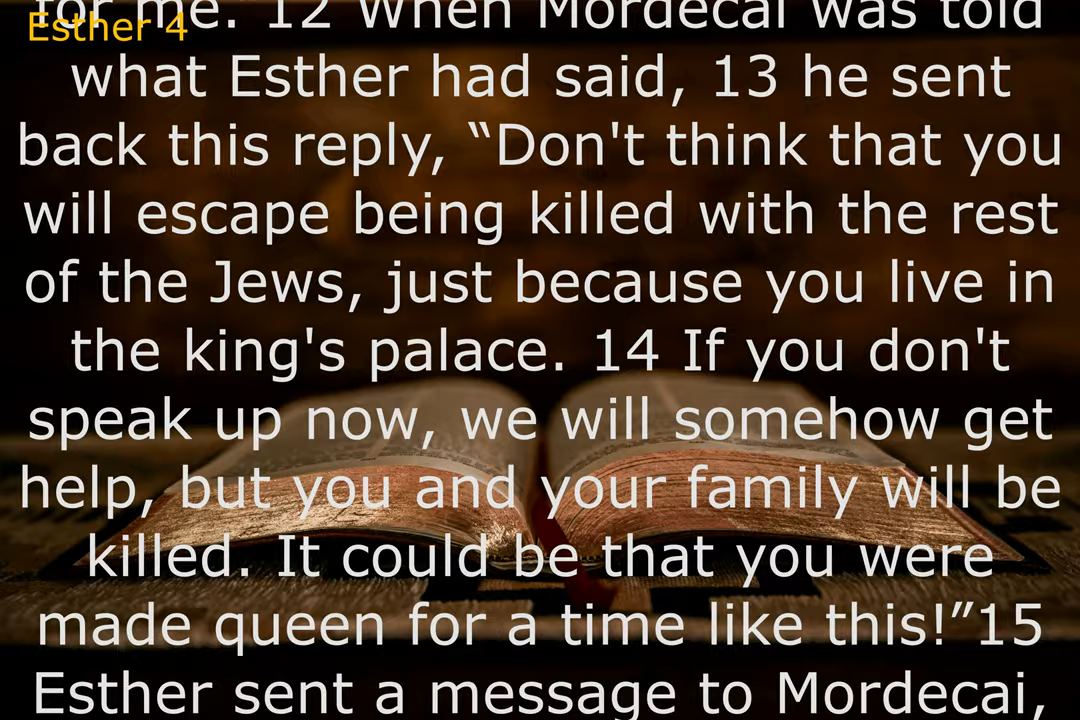 for me.” 12 When Mordecai was told
Esther 4
what Esther had said, 13 he sent
back this reply, “Don't think that you
will escape being killed with the rest
of the Jews, just because you live in
the king's palace. 14 If you don't
speak up now, we will somehow get
help, but you and your family will be
killed. It could be that you were
made queen for a time like this!”15
Esther sent a message to Mordecai,